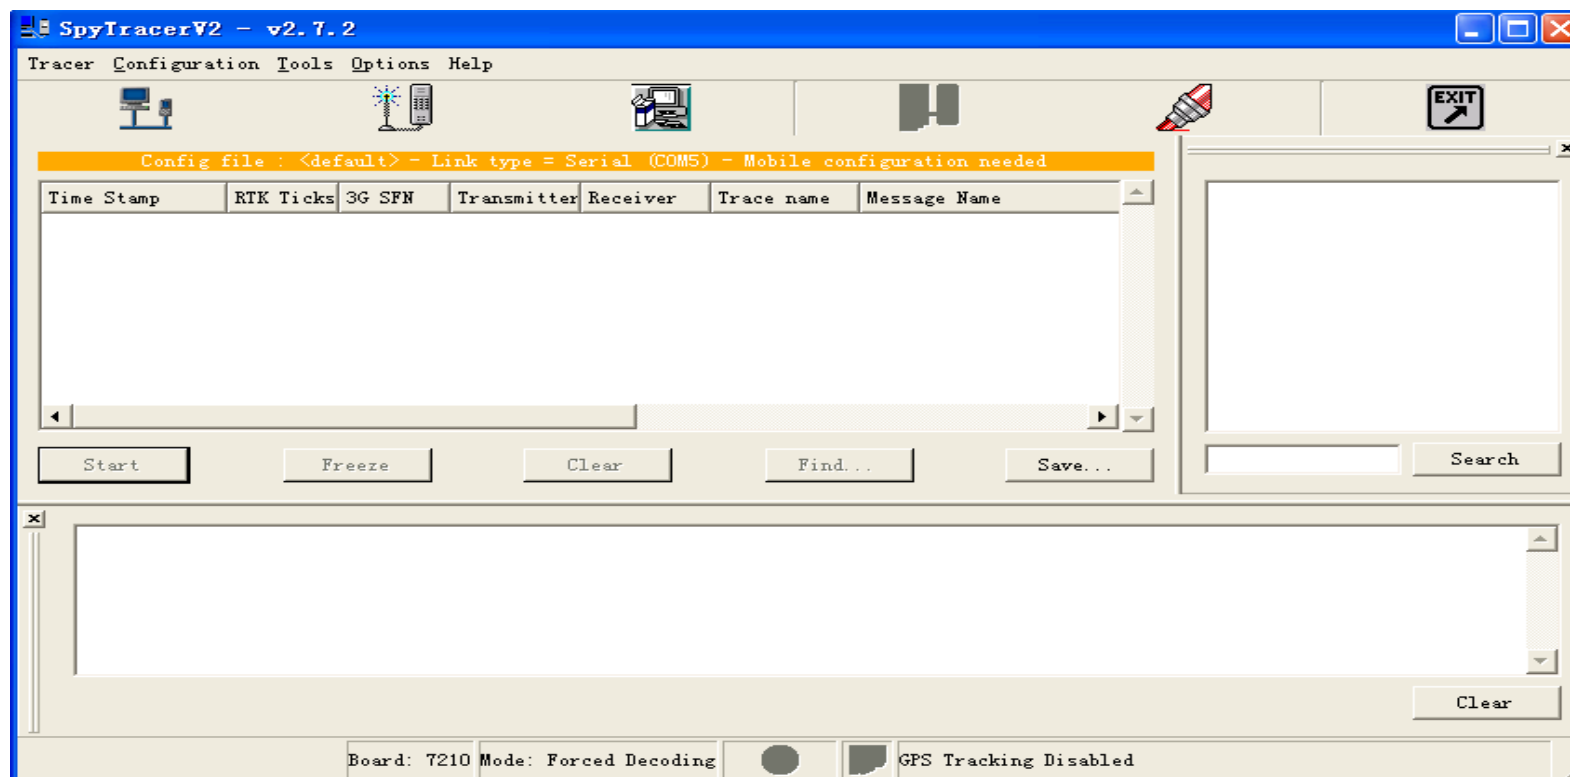 SpyTracerV2 - v2.7.2
Tracer Configuration Tools Options Help
EXIT
Config file : <default> - Link type = Serial (COM5) - Mobile configuration needed
Time Stamp RTK Ticks 3G SFN Transmitter Receiver Trace name Message Name
Start Freeze Clear Find... Save... Search
Clear
Board: 7210 Mode: Forced Decoding GPS Tracking Disabled